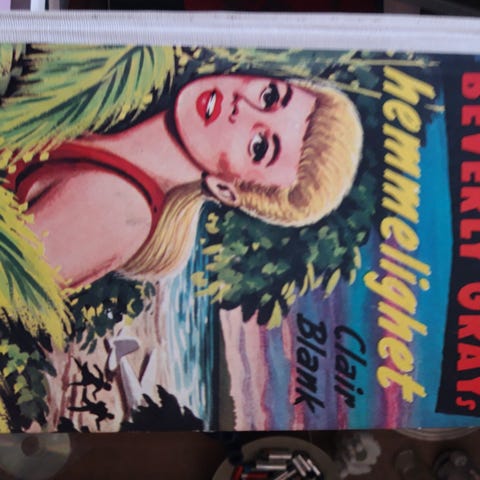 BEVERLY GRAYs
hemmelighet
Clair
Blank